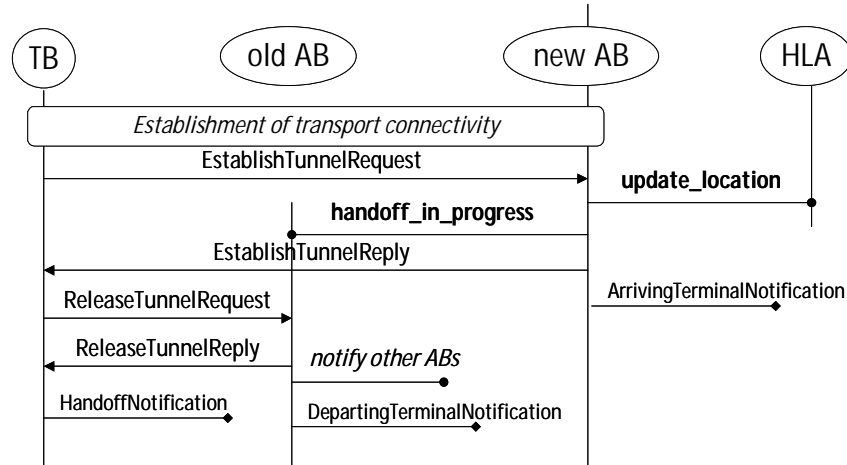 TB
old AB
new AB
HLA
Establishment of transport connectivity
EstablishTunnelRequest
update_location
handoff_in_progress
EstablishTunnelReply
ArrivingTerminalNotification
ReleaseTunnelRequest
ReleaseTunnelReply
notify other ABs
HandoffNotification
DepartingTerminalNotification